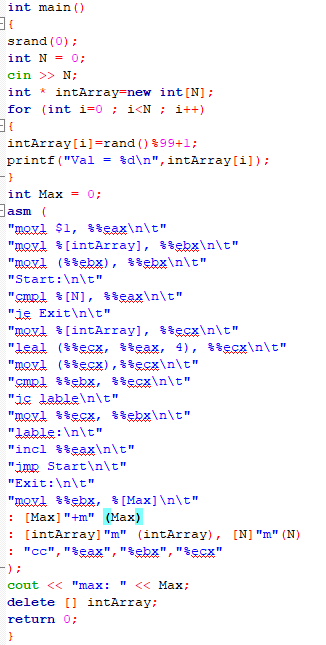 int main()
{
srand(0);
int N = 0;
cin >> N;
int * intArray=new int[N];
for (int i=0 ; i<N ; i++)
{
intArray[i]=rand()%99+1;
printf("Val = %d\n",intArray[i]);
}
int Max = 0;
asm (
"movl $1, %%eax\n\t"
"movl %[intArray], %%ebx\n\t"
"movl (%%ebx), %%ebx\n\t"
"Start:\n\t"
"cmpl %[N], %%eax\n\t"
"je Exit\n\t"
"movl %[intArray], %%ecx\n\t"
"leal (%%ecx, %%eax, 4), %%ecx\n\t"
"movl (%%ecx),%%ecx\n\t"
"cmpl %%ebx, %%ecx\n\t"
"jc lable\n\t"
"movl %%ecx, %%ebx\n\t"
"lable:\n\t"
"incl %%eax\n\t"
"jmp Start\n\t"
"Exit:\n\t"
"movl %%ebx, %[Max]\n\t"
: [Max]"+m" (Max)
: [intArray]"m" (intArray), [N]"m"(N)
: "cc","%eax","%ebx","%ecx"
);
cout << "max: " << Max;
delete [] intArray;
return 0;
}